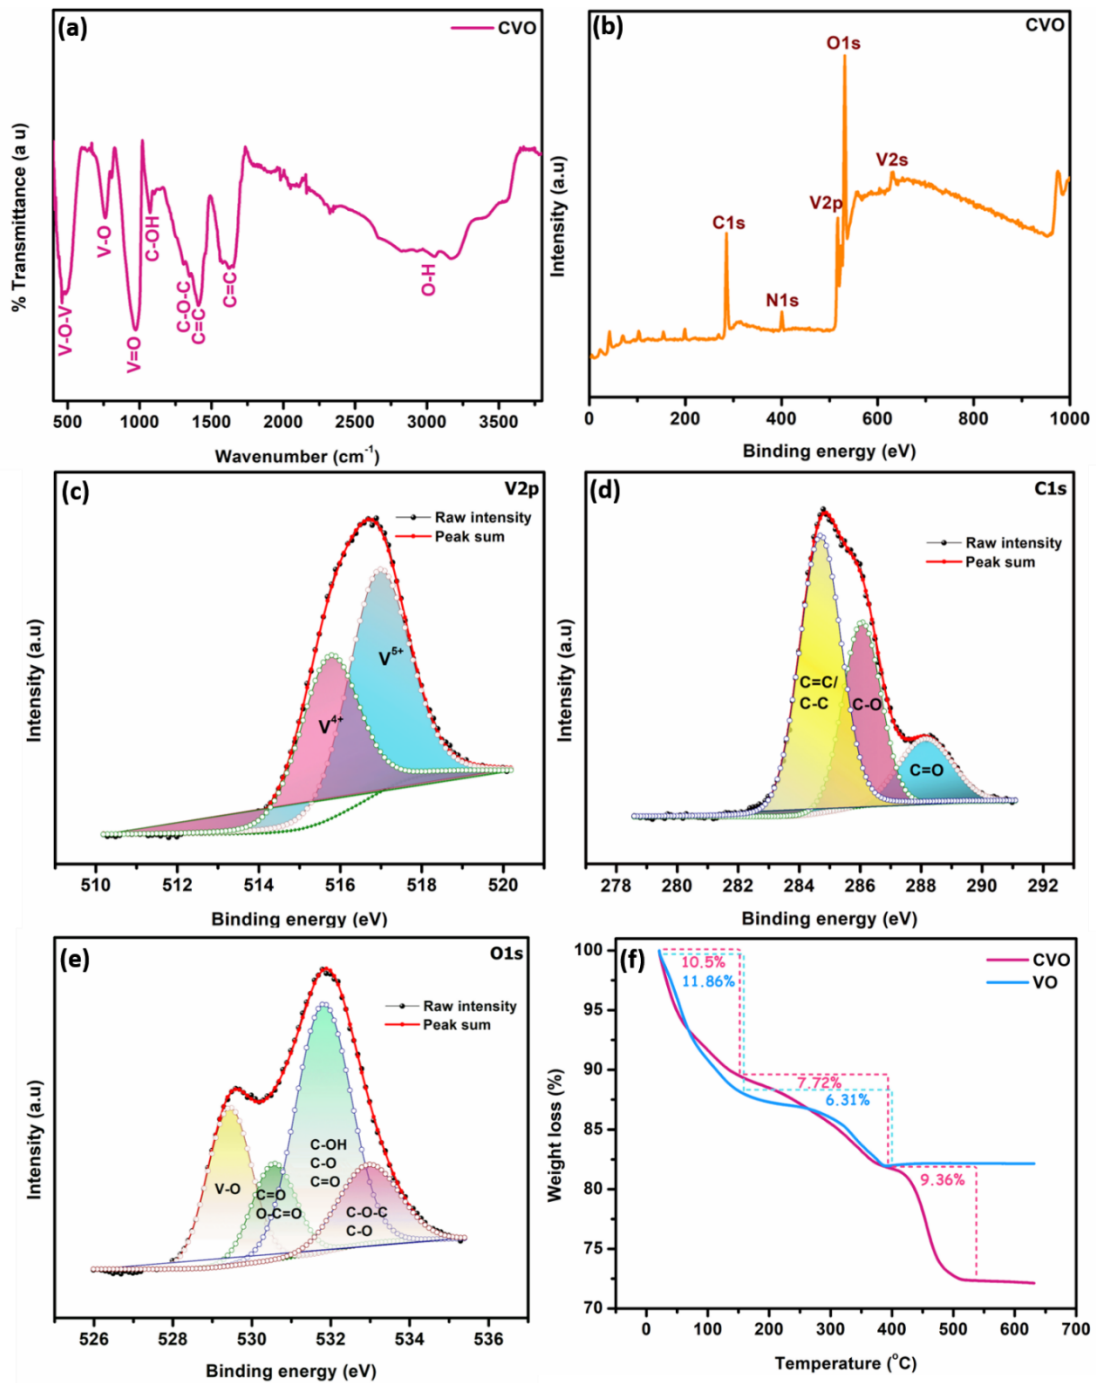 (a)
CVO
% Transmittance (a u)
V-O-V
V-O
V=O
C-OH
C-O-C
C=C
C=C
O-H
500 1000 1500 2000 2500 3000 3500
Wavenumber (cm⁻¹)
(b)
CVO
Intensity (a.u)
C1s
N1s
V2p
O1s
V2s
0 200 400 600 800 1000
Binding energy (eV)
(c)
V2p
Raw intensity
Peak sum
Intensity (a.u)
V⁴⁺
V⁵⁺
510 512 514 516 518 520
Binding energy (eV)
(d)
C1s
Raw intensity
Peak sum
Intensity (a.u)
C=C/
C-C
C-O
C=O
278 280 282 284 286 288 290 292
Binding energy (eV)
(e)
O1s
Raw intensity
Peak sum
Intensity (a.u)
V-O
C=O
O-C=O
C-OH
C-O
C=O
C-O-C
C-O
526 528 530 532 534 536
Binding energy (eV)
(f)
CVO
VO
Weight loss (%)
100
95
90
85
80
75
70
10.5%
11.86%
7.72%
6.31%
9.36%
0 100 200 300 400 500 600 700
Temperature (°C)